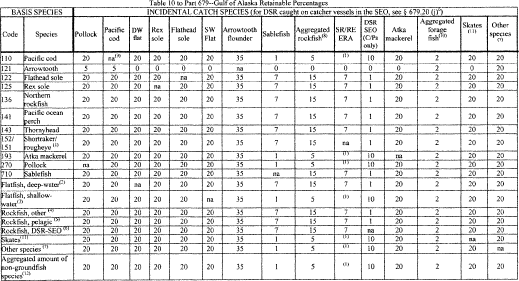 Table 10 to Part 679--Gulf of Alaska Retainable Percentages
BASIS SPECIES INCIDENTAL CATCH SPECIES (for DSR caught on catcher vessels in the SEO, see § 679.20 (j))⁶
Code Species Pollock Pacific cod DW flat Rex sole Flathead sole SW Flat Arrowtooth flounder Sablefish Aggregated rockfish(8) SR/RE ERA DSR SEO (C/Ps only) Atka mackerel Aggregated forage fish(10) Skates (11) Other species (7)
110 Pacific cod 20 na(9) 20 20 20 20 35 1 5 (1) 10 20 2 20 20
121 Arrowtooth 5 5 0 0 0 0 na 0 0 0 0 0 2 0 20
122 Flathead sole 20 20 20 20 na 20 35 7 15 7 1 20 2 20 20
125 Rex sole 20 20 20 na 20 20 35 7 15 7 1 20 2 20 20
136 Northern rockfish 20 20 20 20 20 20 35 7 15 7 1 20 2 20 20
141 Pacific ocean perch 20 20 20 20 20 20 35 7 15 7 1 20 2 20 20
143 Thornyhead 20 20 20 20 20 20 35 7 15 7 1 20 2 20 20
152/ 151 Shortraker/ rougheye (1) 20 20 20 20 20 20 35 7 15 na 1 20 2 20 20
193 Atka mackerel 20 20 20 20 20 20 35 1 5 (1) 10 na 2 20 20
270 Pollock na 20 20 20 20 20 35 1 5 (1) 10 20 2 20 20
710 Sablefish 20 20 20 20 20 20 35 na 15 7 1 20 2 20 20
Flatfish, deep-water(2) 20 20 na 20 20 20 35 7 15 7 1 20 2 20 20
Flatfish, shallow-water(3) 20 20 20 20 20 na 35 1 5 (1) 10 20 2 20 20
Rockfish, other (4) 20 20 20 20 20 20 35 7 15 7 1 20 2 20 20
Rockfish, pelagic (5) 20 20 20 20 20 20 35 7 15 7 1 20 2 20 20
Rockfish, DSR-SEO (6) 20 20 20 20 20 20 35 7 15 7 na 20 2 20 20
Skates(11) 20 20 20 20 20 20 35 1 5 (1) 10 20 2 na 20
Other species (7) 20 20 20 20 20 20 35 1 5 (1) 10 20 2 20 na
Aggregated amount of non-groundfish species(12) 20 20 20 20 20 20 35 1 5 (1) 10 20 2 20 20